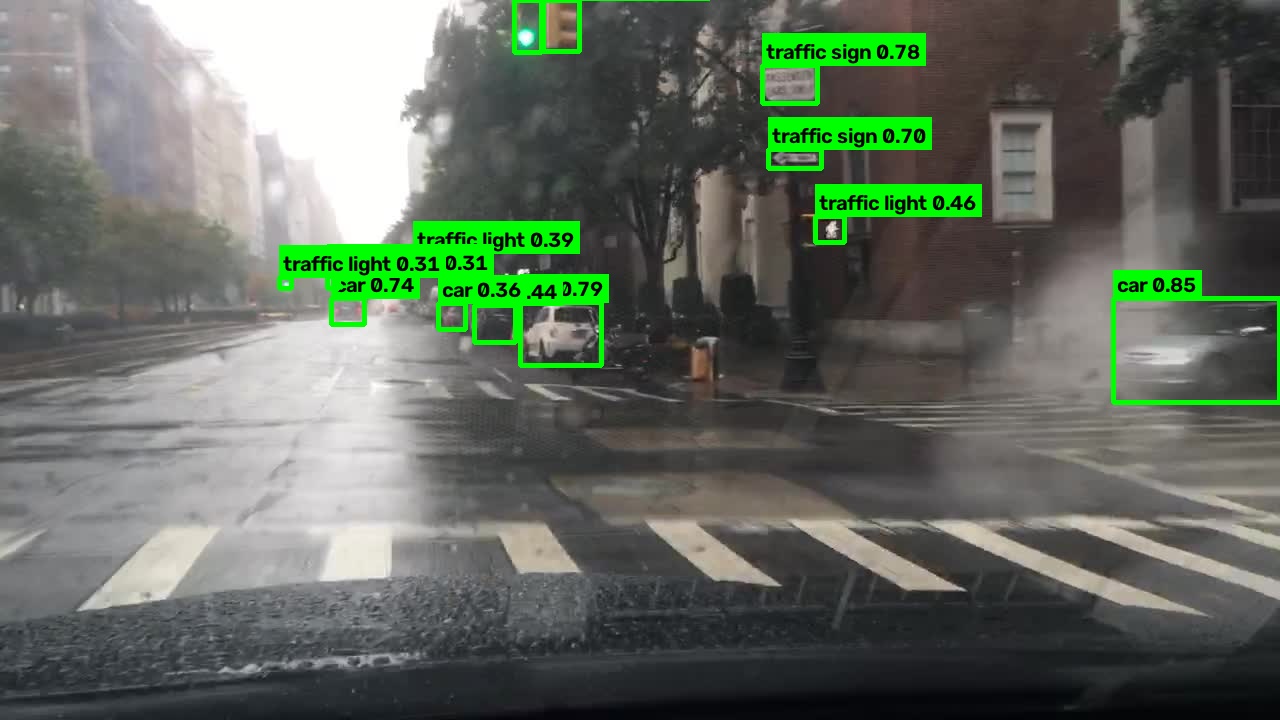 traffic sign 0.78
traffic sign 0.70
traffic light 0.46
traffic light 0.39
traffic light 0.31
0.31
car 0.74
car 0.36
.44
0.79
car 0.85